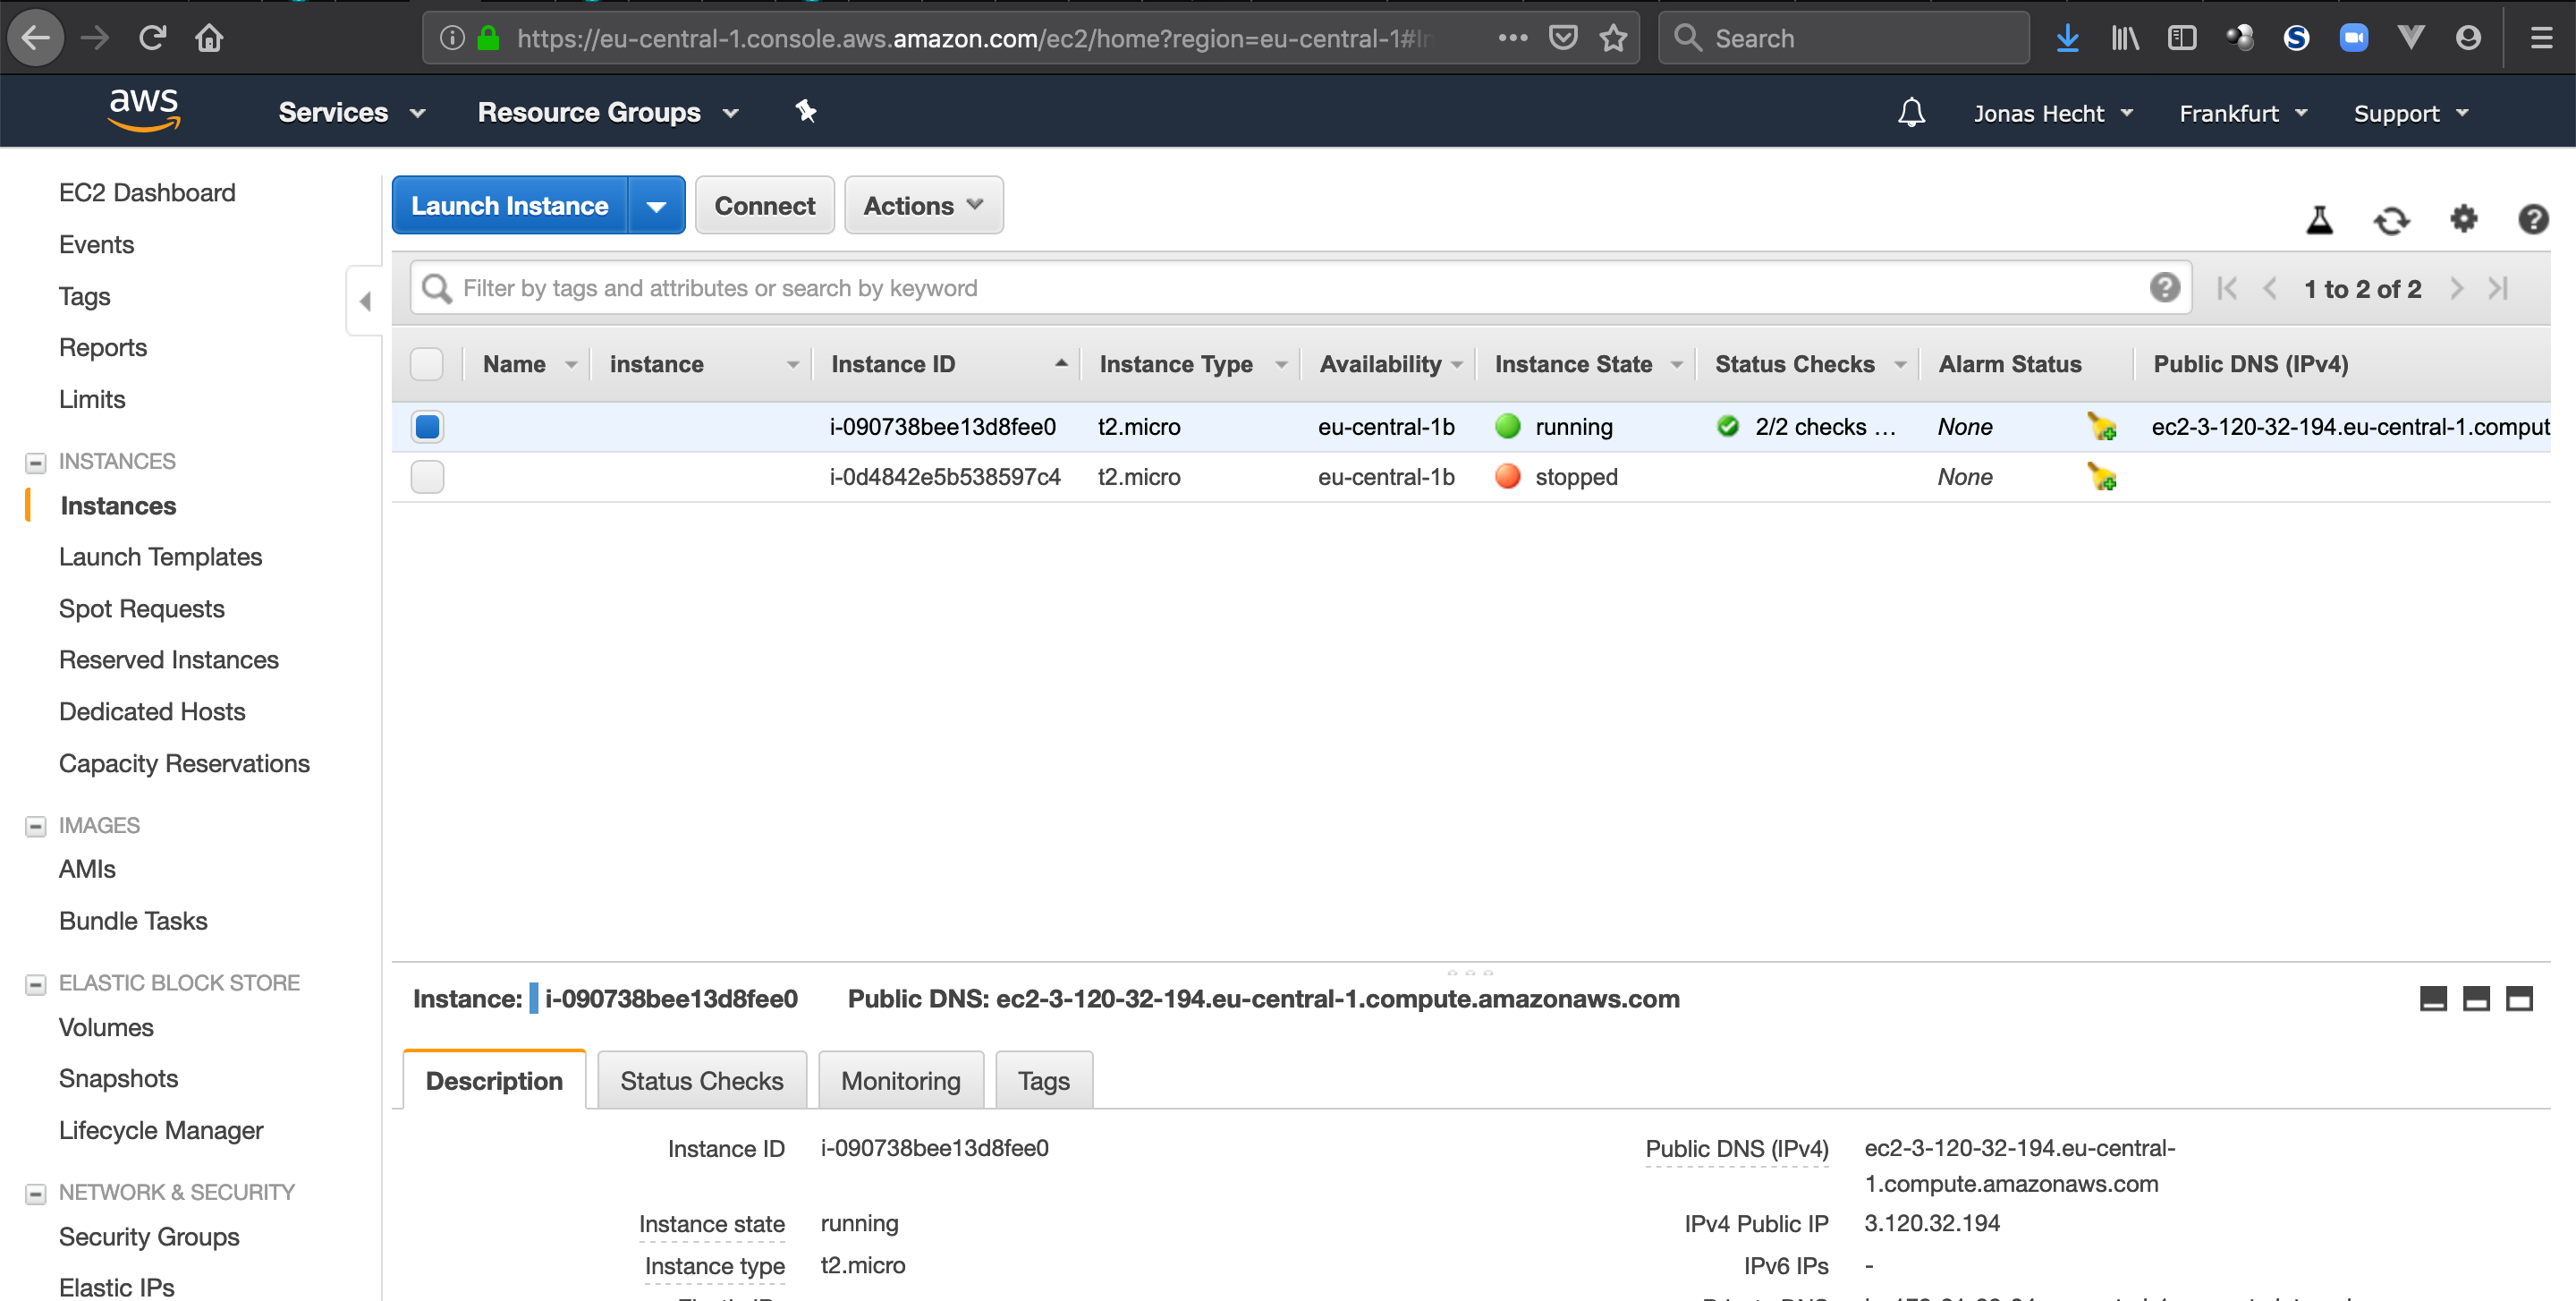 https://eu-central-1.console.aws.amazon.com/ec2/home?region=eu-central-1#In
Search
aws
Services
Resource Groups
Jonas Hecht
Frankfurt
Support
EC2 Dashboard
Events
Tags
Reports
Limits
INSTANCES
Instances
Launch Templates
Spot Requests
Reserved Instances
Dedicated Hosts
Capacity Reservations
IMAGES
AMIs
Bundle Tasks
ELASTIC BLOCK STORE
Volumes
Snapshots
Lifecycle Manager
NETWORK & SECURITY
Security Groups
Elastic IPs
Launch Instance
Connect
Actions
Filter by tags and attributes or search by keyword
1 to 2 of 2
Name instance Instance ID Instance Type Availability Instance State Status Checks Alarm Status Public DNS (IPv4)
i-090738bee13d8fee0 t2.micro eu-central-1b running 2/2 checks … None ec2-3-120-32-194.eu-central-1.comput
i-0d4842e5b538597c4 t2.micro eu-central-1b stopped None
Instance: i-090738bee13d8fee0 Public DNS: ec2-3-120-32-194.eu-central-1.compute.amazonaws.com
Description
Status Checks
Monitoring
Tags
Instance ID i-090738bee13d8fee0
Instance state running
Instance type t2.micro
Public DNS (IPv4) ec2-3-120-32-194.eu-central-
1.compute.amazonaws.com
IPv4 Public IP 3.120.32.194
IPv6 IPs -